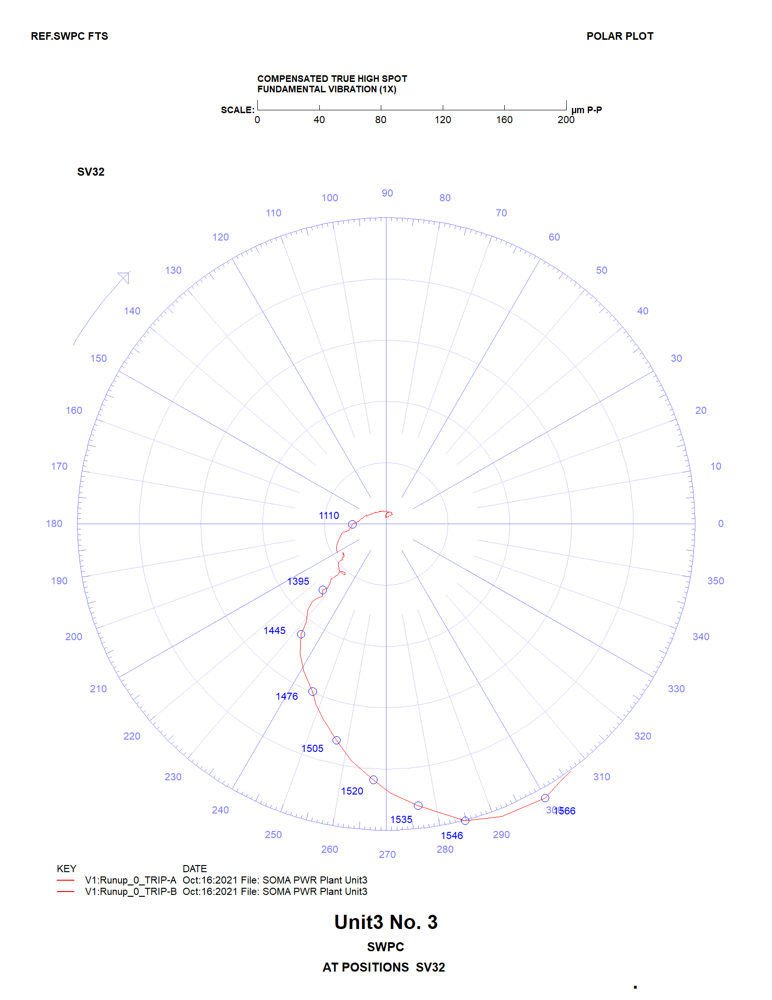 REF.SWPC FTS POLAR PLOT
COMPENSATED TRUE HIGH SPOT
FUNDAMENTAL VIBRATION (1X)
SCALE: µm P-P
0 40 80 120 160 200
SV32
90
100 80
110 70
120 60
130 50
140 40
150 30
160 20
170 10
1110
180 0
190 1395 350
1445
200 340
210 330
1476
220 320
1505
230 310
1520
240 300 1566
1535
250 1546 290
260 280
270
KEY DATE
V1:Runup_0_TRIP-A Oct:16:2021 File: SOMA PWR Plant Unit3
V1:Runup_0_TRIP-B Oct:16:2021 File: SOMA PWR Plant Unit3
Unit3 No. 3
SWPC
AT POSITIONS SV32
.